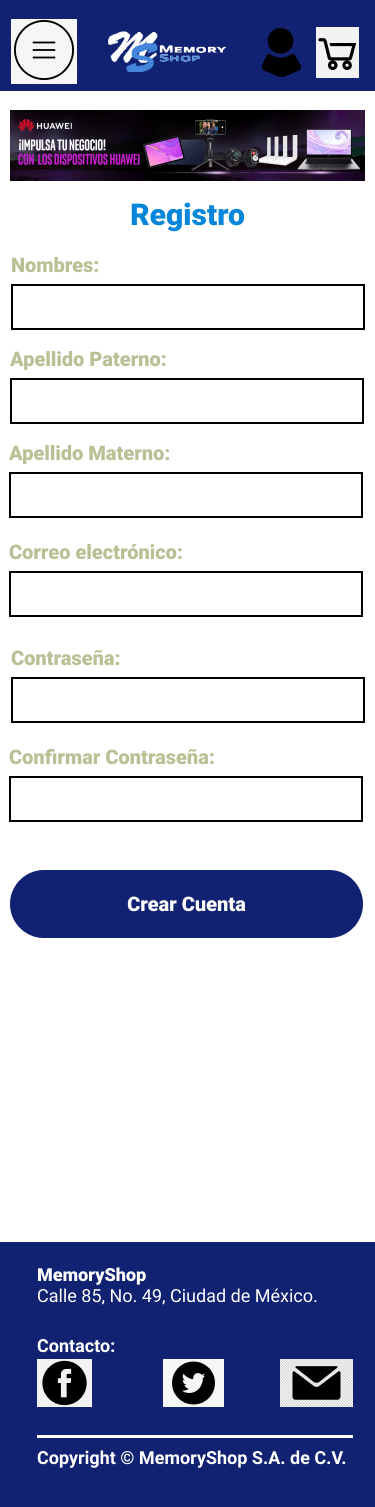 MS MEMORY
SHOP
HUAWEI
¡IMPULSA TU NEGOCIO!
CON LOS DISPOSITIVOS HUAWEI
Registro
Nombres:
Apellido Paterno:
Apellido Materno:
Correo electrónico:
Contraseña:
Confirmar Contraseña:
Crear Cuenta
MemoryShop
Calle 85, No. 49, Ciudad de México.
Contacto:
Copyright © MemoryShop S.A. de C.V.